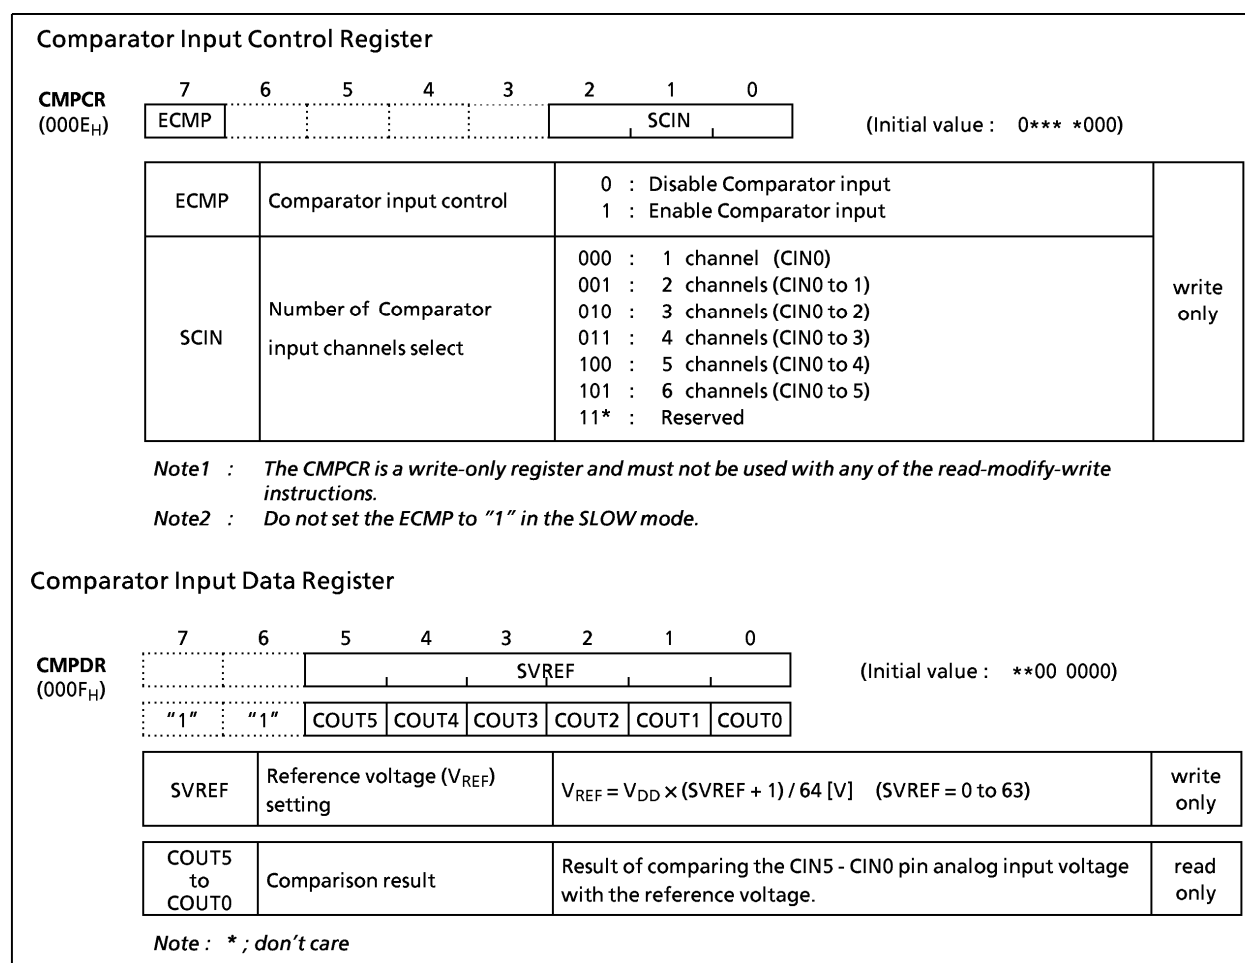 Comparator Input Control Register
7 6 5 4 3 2 1 0
CMPCR
(000EH)
ECMP SCIN (Initial value : 0*** *000)
ECMP Comparator input control
0 : Disable Comparator input
1 : Enable Comparator input
SCIN
Number of Comparator
input channels select
000 : 1 channel (CIN0)
001 : 2 channels (CIN0 to 1)
010 : 3 channels (CIN0 to 2)
011 : 4 channels (CIN0 to 3)
100 : 5 channels (CIN0 to 4)
101 : 6 channels (CIN0 to 5)
11* : Reserved
write
only
Note1 : The CMPCR is a write-only register and must not be used with any of the read-modify-write
instructions.
Note2 : Do not set the ECMP to "1" in the SLOW mode.
Comparator Input Data Register
7 6 5 4 3 2 1 0
CMPDR
(000FH)
SVREF (Initial value : **00 0000)
"1" "1" COUT5 COUT4 COUT3 COUT2 COUT1 COUT0
SVREF
Reference voltage (VREF)
setting
VREF = VDD × (SVREF + 1) / 64 [V] (SVREF = 0 to 63)
write
only
COUT5
to
COUT0
Comparison result
Result of comparing the CIN5 - CIN0 pin analog input voltage
with the reference voltage.
read
only
Note : * ; don't care